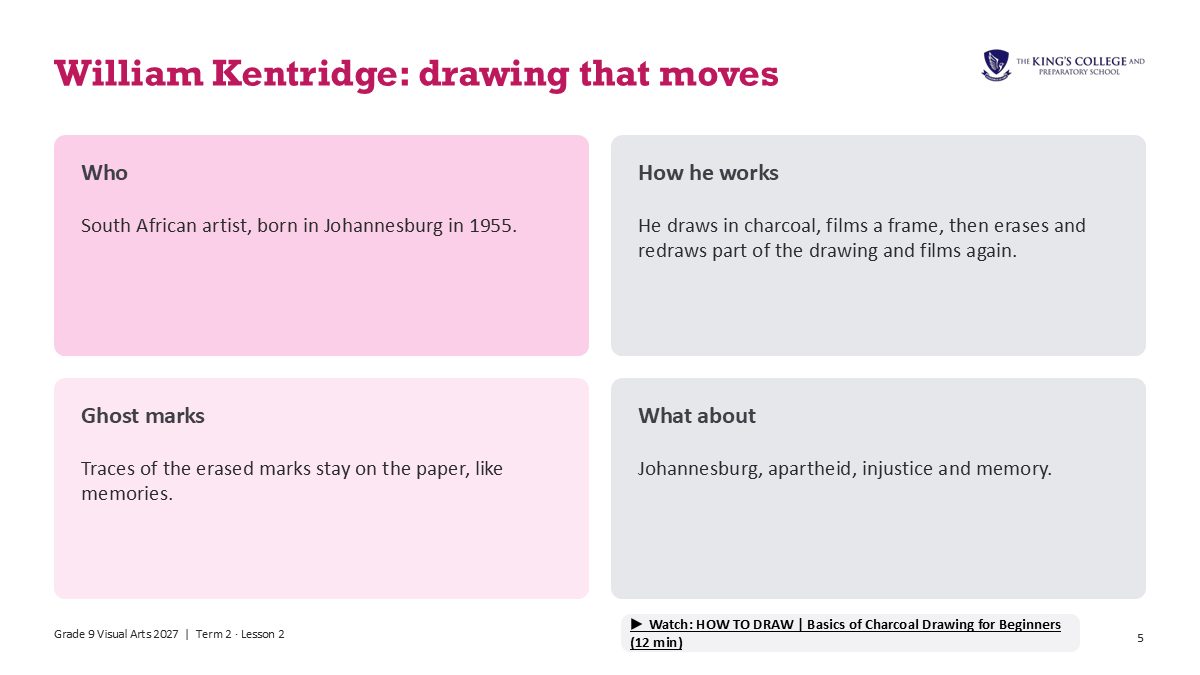 William Kentridge: drawing that moves
THE KING'S COLLEGE AND
PREPARATORY SCHOOL
Who
South African artist, born in Johannesburg in 1955.
How he works
He draws in charcoal, films a frame, then erases and
redraws part of the drawing and films again.
Ghost marks
Traces of the erased marks stay on the paper, like
memories.
What about
Johannesburg, apartheid, injustice and memory.
Grade 9 Visual Arts 2027 | Term 2 · Lesson 2
▶ Watch: HOW TO DRAW | Basics of Charcoal Drawing for Beginners
(12 min)
5